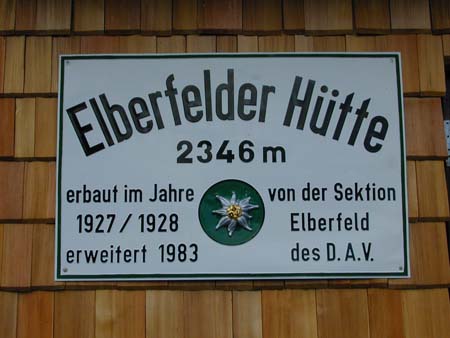 Elberfelder Hütte
2346 m
erbaut im Jahre
1927 / 1928
erweitert 1983
von der Sektion
Elberfeld
des D.A.V.